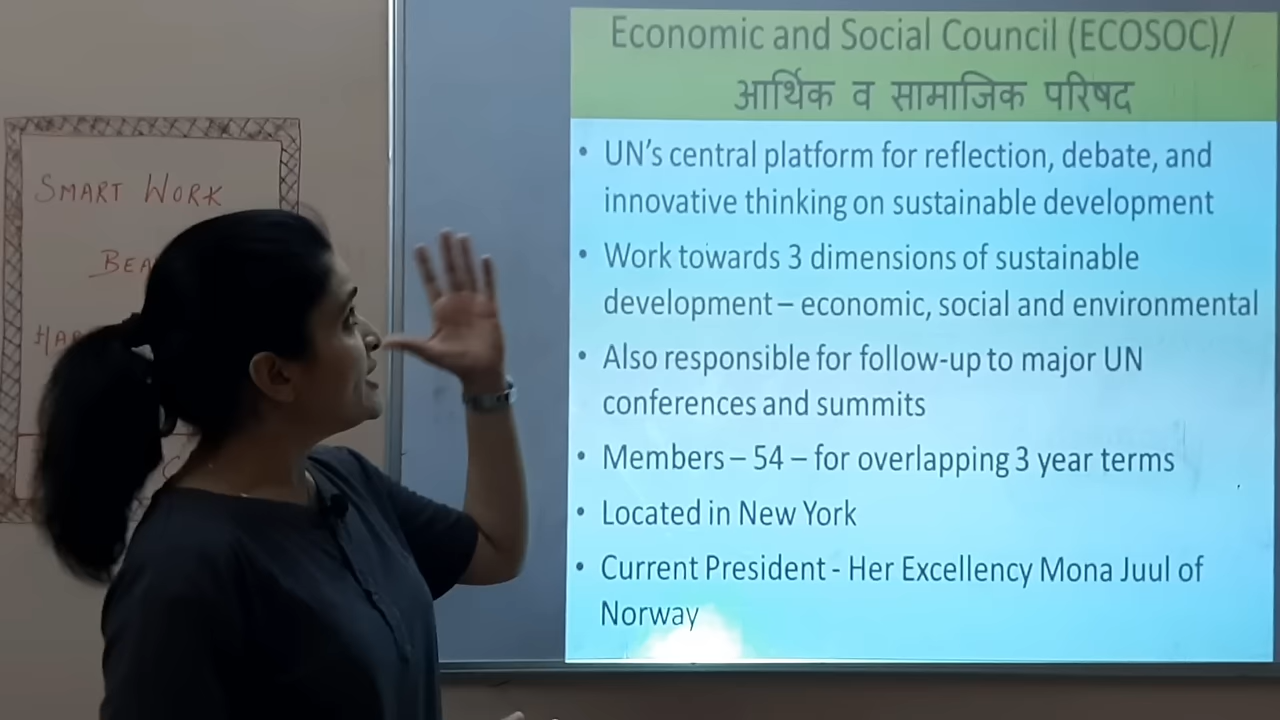 Economic and Social Council (ECOSOC)/
आर्थिक व सामाजिक परिषद
• UN's central platform for reflection, debate, and
innovative thinking on sustainable development
• Work towards 3 dimensions of sustainable
development – economic, social and environmental
• Also responsible for follow-up to major UN
conferences and summits
• Members – 54 – for overlapping 3 year terms
• Located in New York
• Current President - Her Excellency Mona Juul of
Norway
SMART WORK